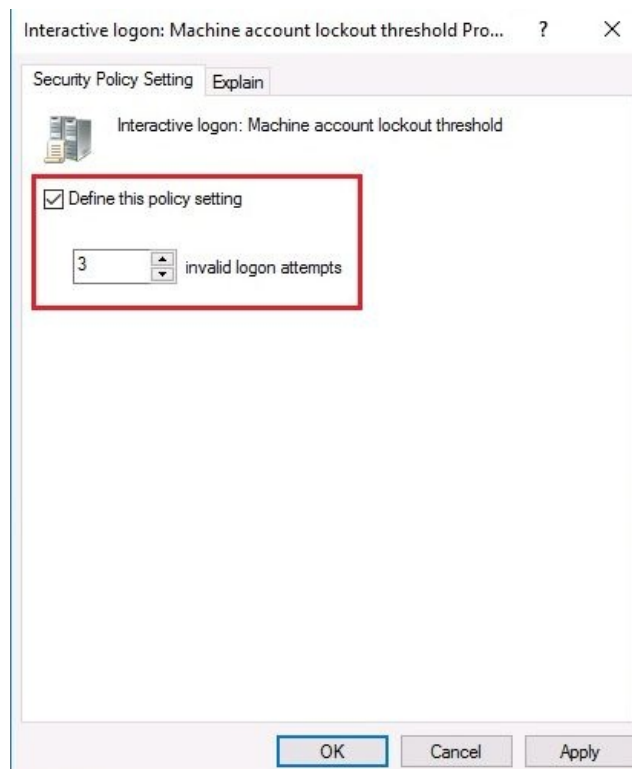 Interactive logon: Machine account lockout threshold Pro... ? ×
Security Policy Setting Explain
Interactive logon: Machine account lockout threshold
Define this policy setting
3 invalid logon attempts
OK Cancel Apply